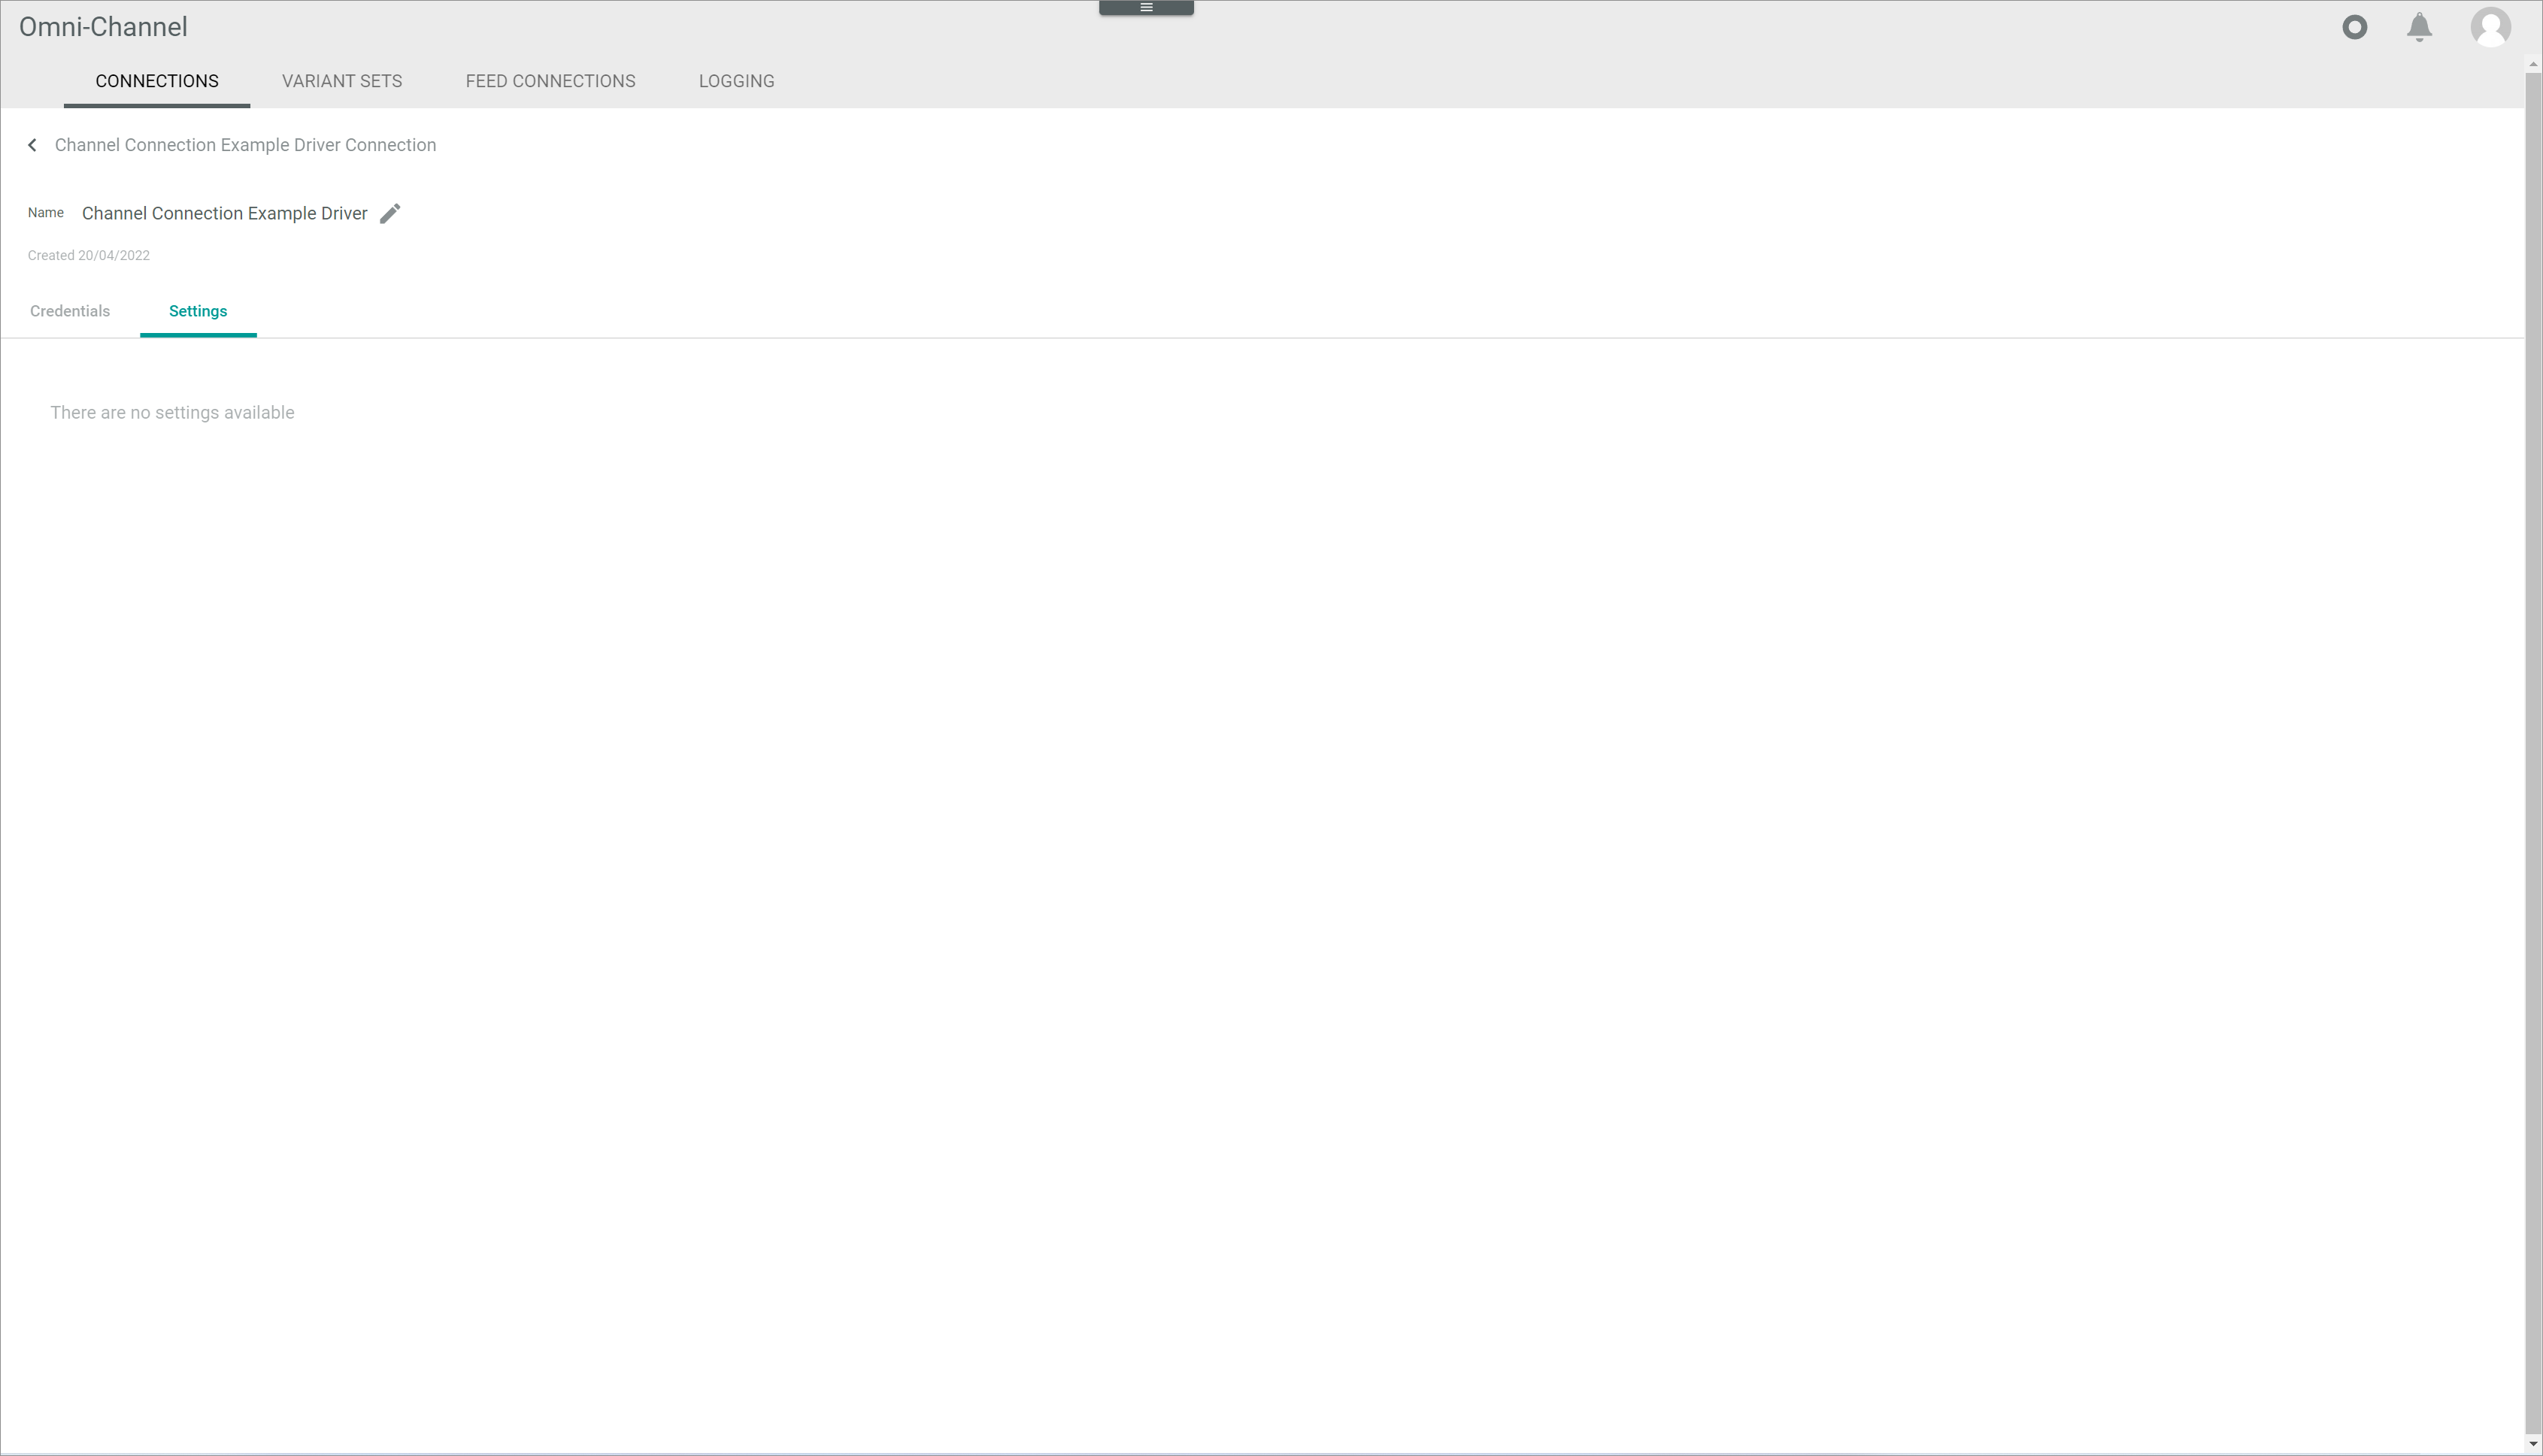 Omni-Channel
CONNECTIONS VARIANT SETS FEED CONNECTIONS LOGGING
Channel Connection Example Driver Connection
Name Channel Connection Example Driver
Created 20/04/2022
Credentials Settings
There are no settings available